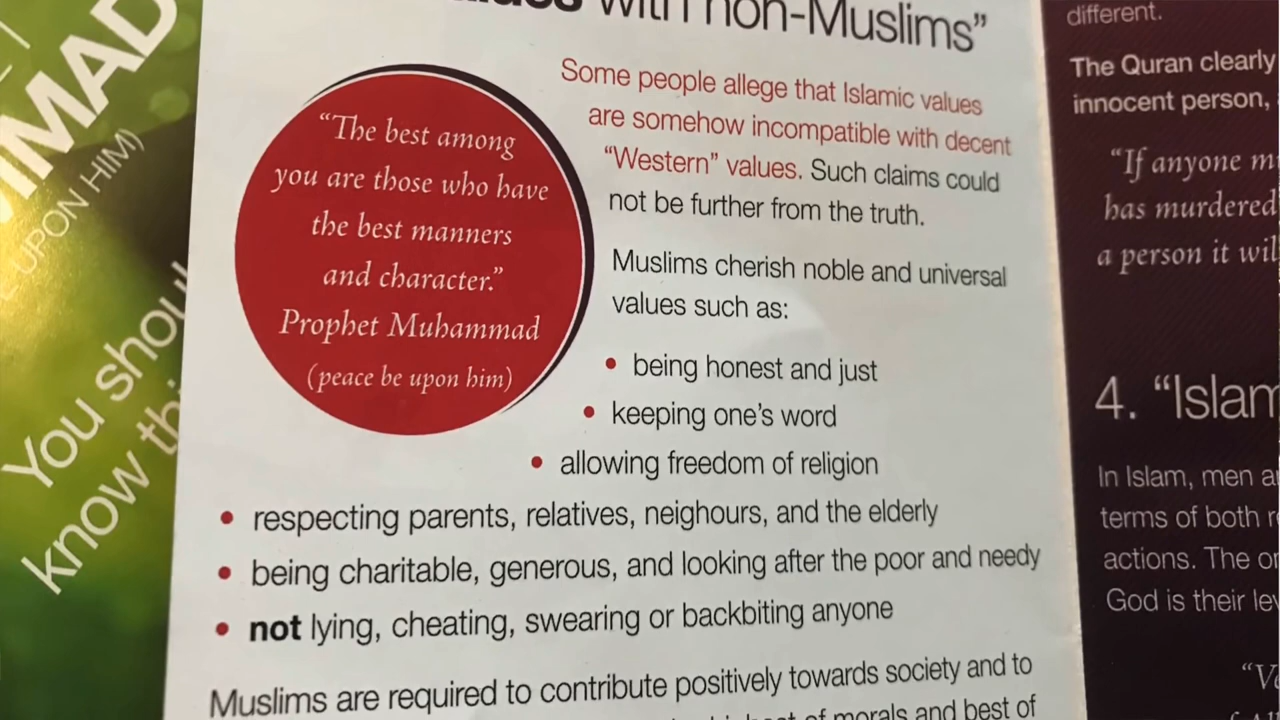 with non-Muslims”
“The best among
you are those who have
the best manners
and character.”
Prophet Muhammad
(peace be upon him)
Some people allege that Islamic values
are somehow incompatible with decent
“Western” values. Such claims could
not be further from the truth.
Muslims cherish noble and universal
values such as:
• being honest and just
• keeping one’s word
• allowing freedom of religion
• respecting parents, relatives, neighours, and the elderly
• being charitable, generous, and looking after the poor and needy
• not lying, cheating, swearing or backbiting anyone
Muslims are required to contribute positively towards society and to
of morals and best of
UPON HIM)
You shou
know thi
different.
The Quran clearly
innocent person,
“If anyone m
has murdered
a person it wil
4. “Islam
In Islam, men a
terms of both r
actions. The
God is their lev